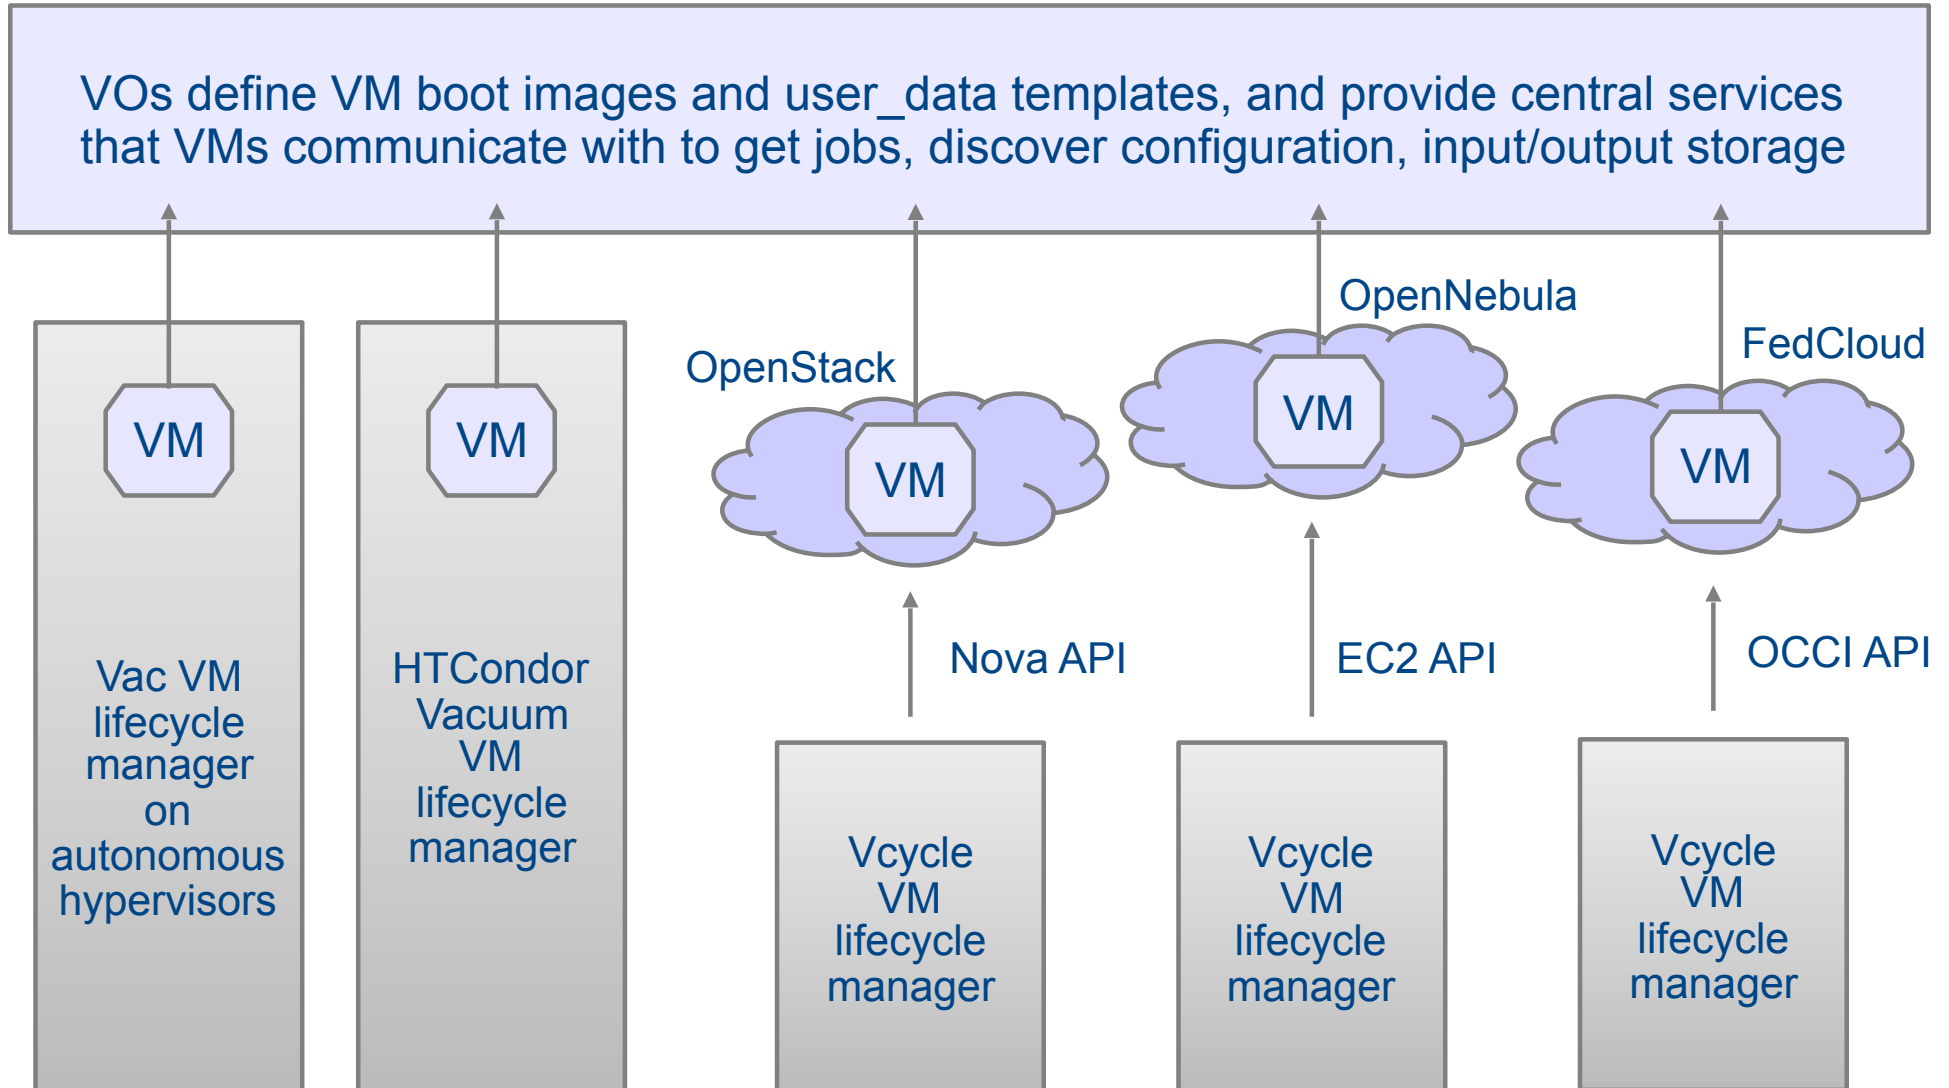 VOs define VM boot images and user_data templates, and provide central services
that VMs communicate with to get jobs, discover configuration, input/output storage
VM
Vac VM
lifecycle
manager
on
autonomous
hypervisors
VM
HTCondor
Vacuum
VM
lifecycle
manager
OpenStack
VM
Nova API
Vcycle
VM
lifecycle
manager
OpenNebula
VM
EC2 API
Vcycle
VM
lifecycle
manager
FedCloud
VM
OCCI API
Vcycle
VM
lifecycle
manager